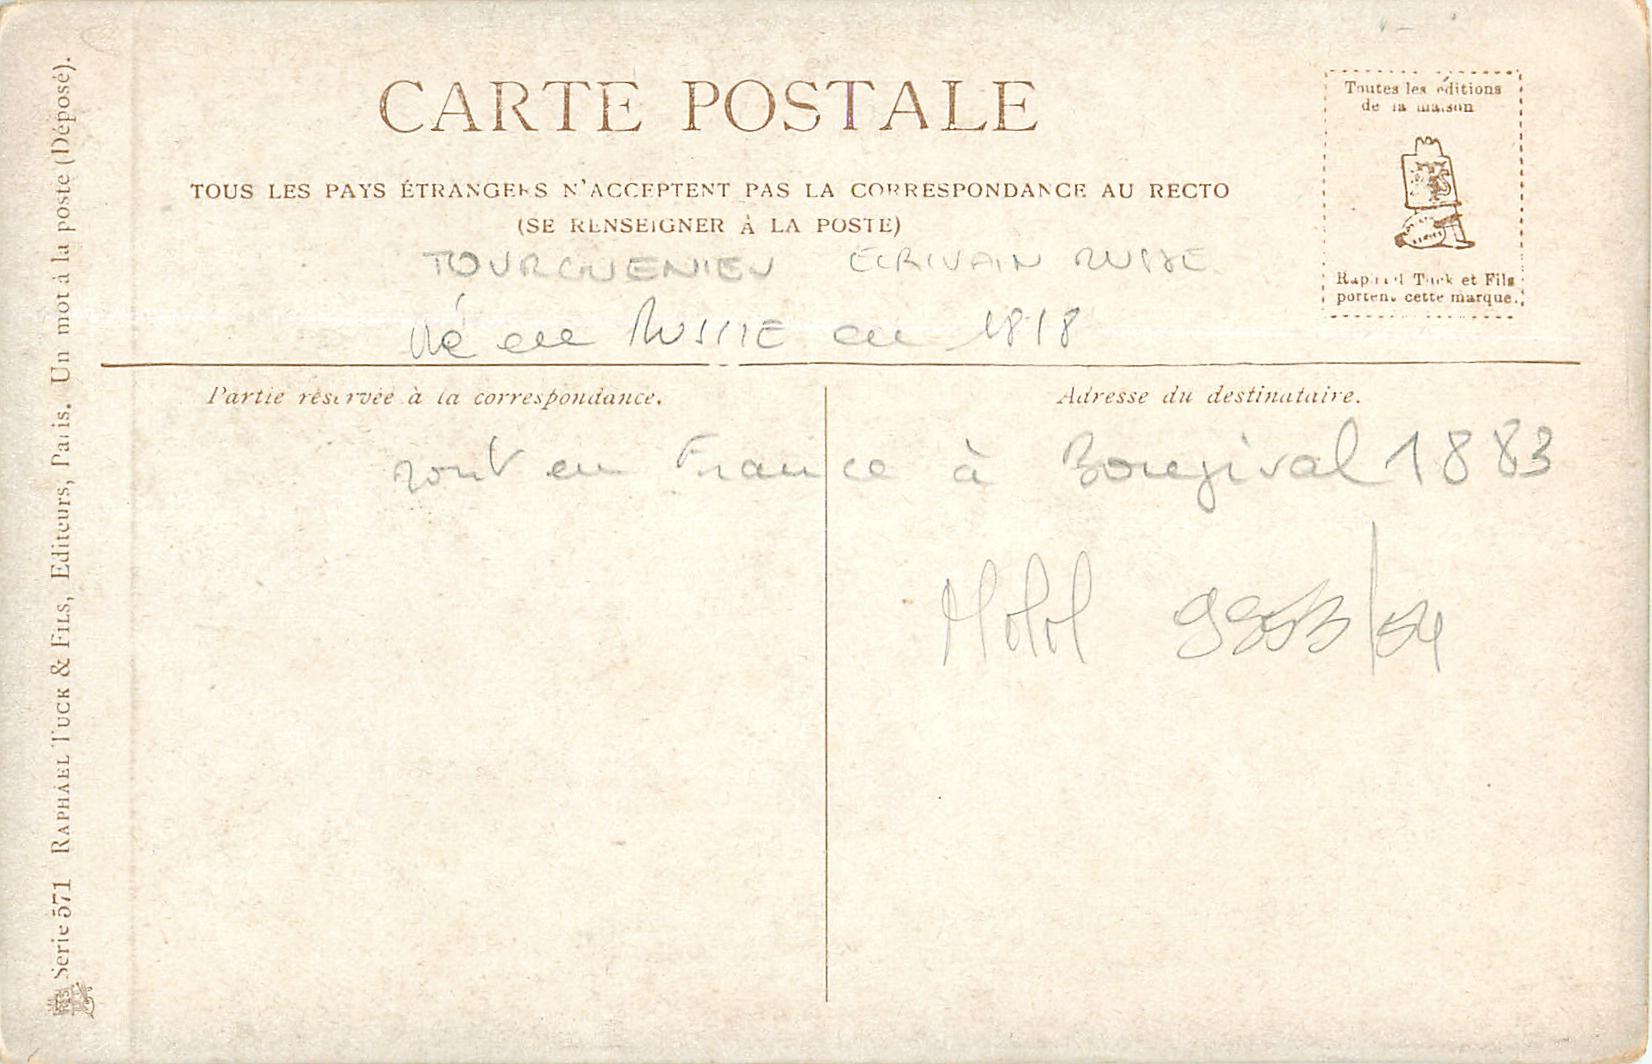 CARTE POSTALE
TOUS LES PAYS ÉTRANGERS N'ACCEPTENT PAS LA CORRESPONDANCE AU RECTO
(SE RENSEIGNER À LA POSTE)
Toutes les éditions
de la maison
Raphael Tuck et Fils
portent cette marque.
TOURGUENIEV ECRIVAIN RUSSE
Né en RUSSIE en 1818
Partie réservée à la correspondance.
Adresse du destinataire.
mort en France à Bougival 1883
Serie 571 RAPHAEL TUCK & FILS, Editeurs, Paris. Un mot à la poste (Déposé).